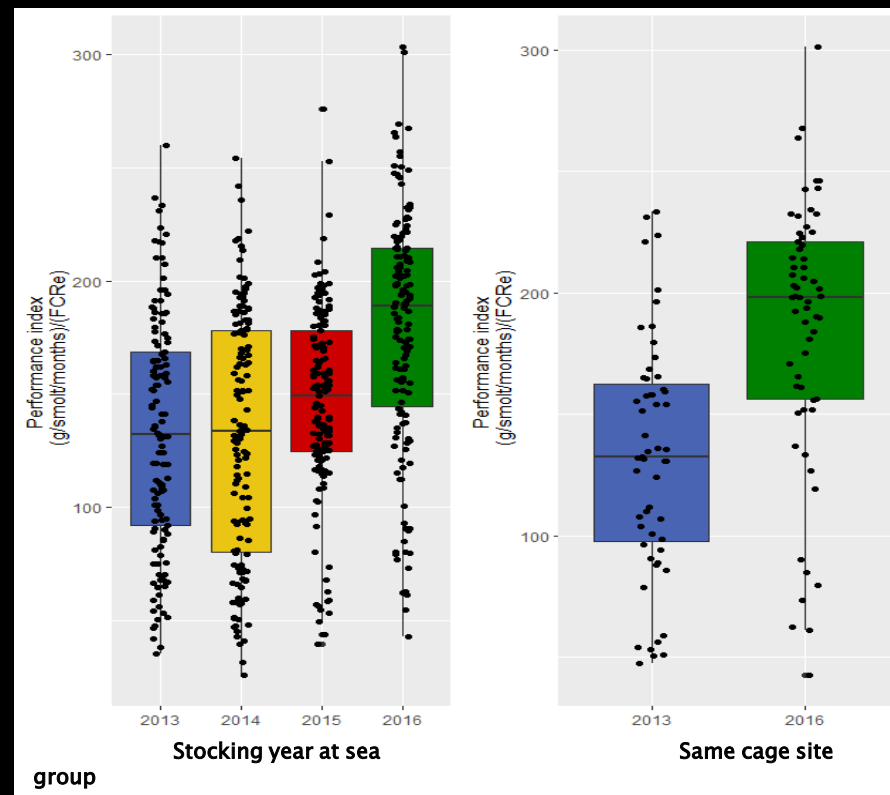 Performance index
(g/smolt/months)/(FCRe)
300
200
100
2013 2014 2015 2016
Stocking year at sea
group
Performance index
(g/smolt/months)/(FCRe)
300
200
100
2013 2016
Same cage site